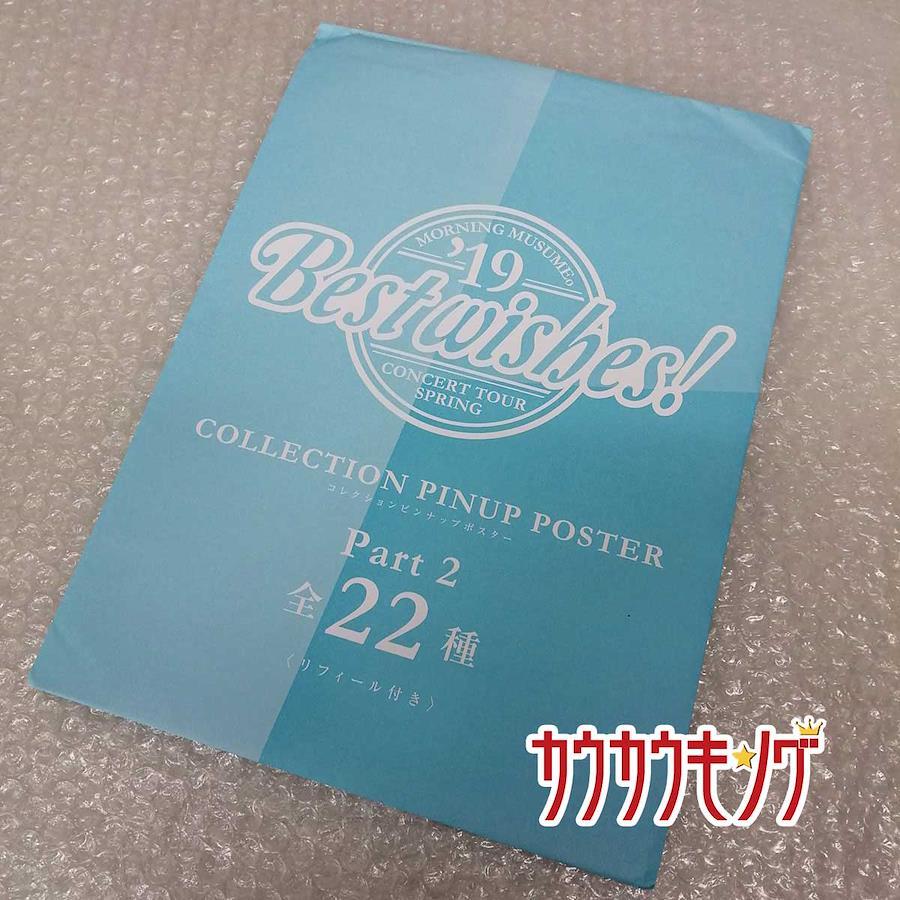 MORNING MUSUME。
'19
Best wishes!
CONCERT TOUR
SPRING
COLLECTION PINUP POSTER
コレクションピンナップポスター
Part 2
全22種
〈リフィール付き〉
カウカウキ★ング